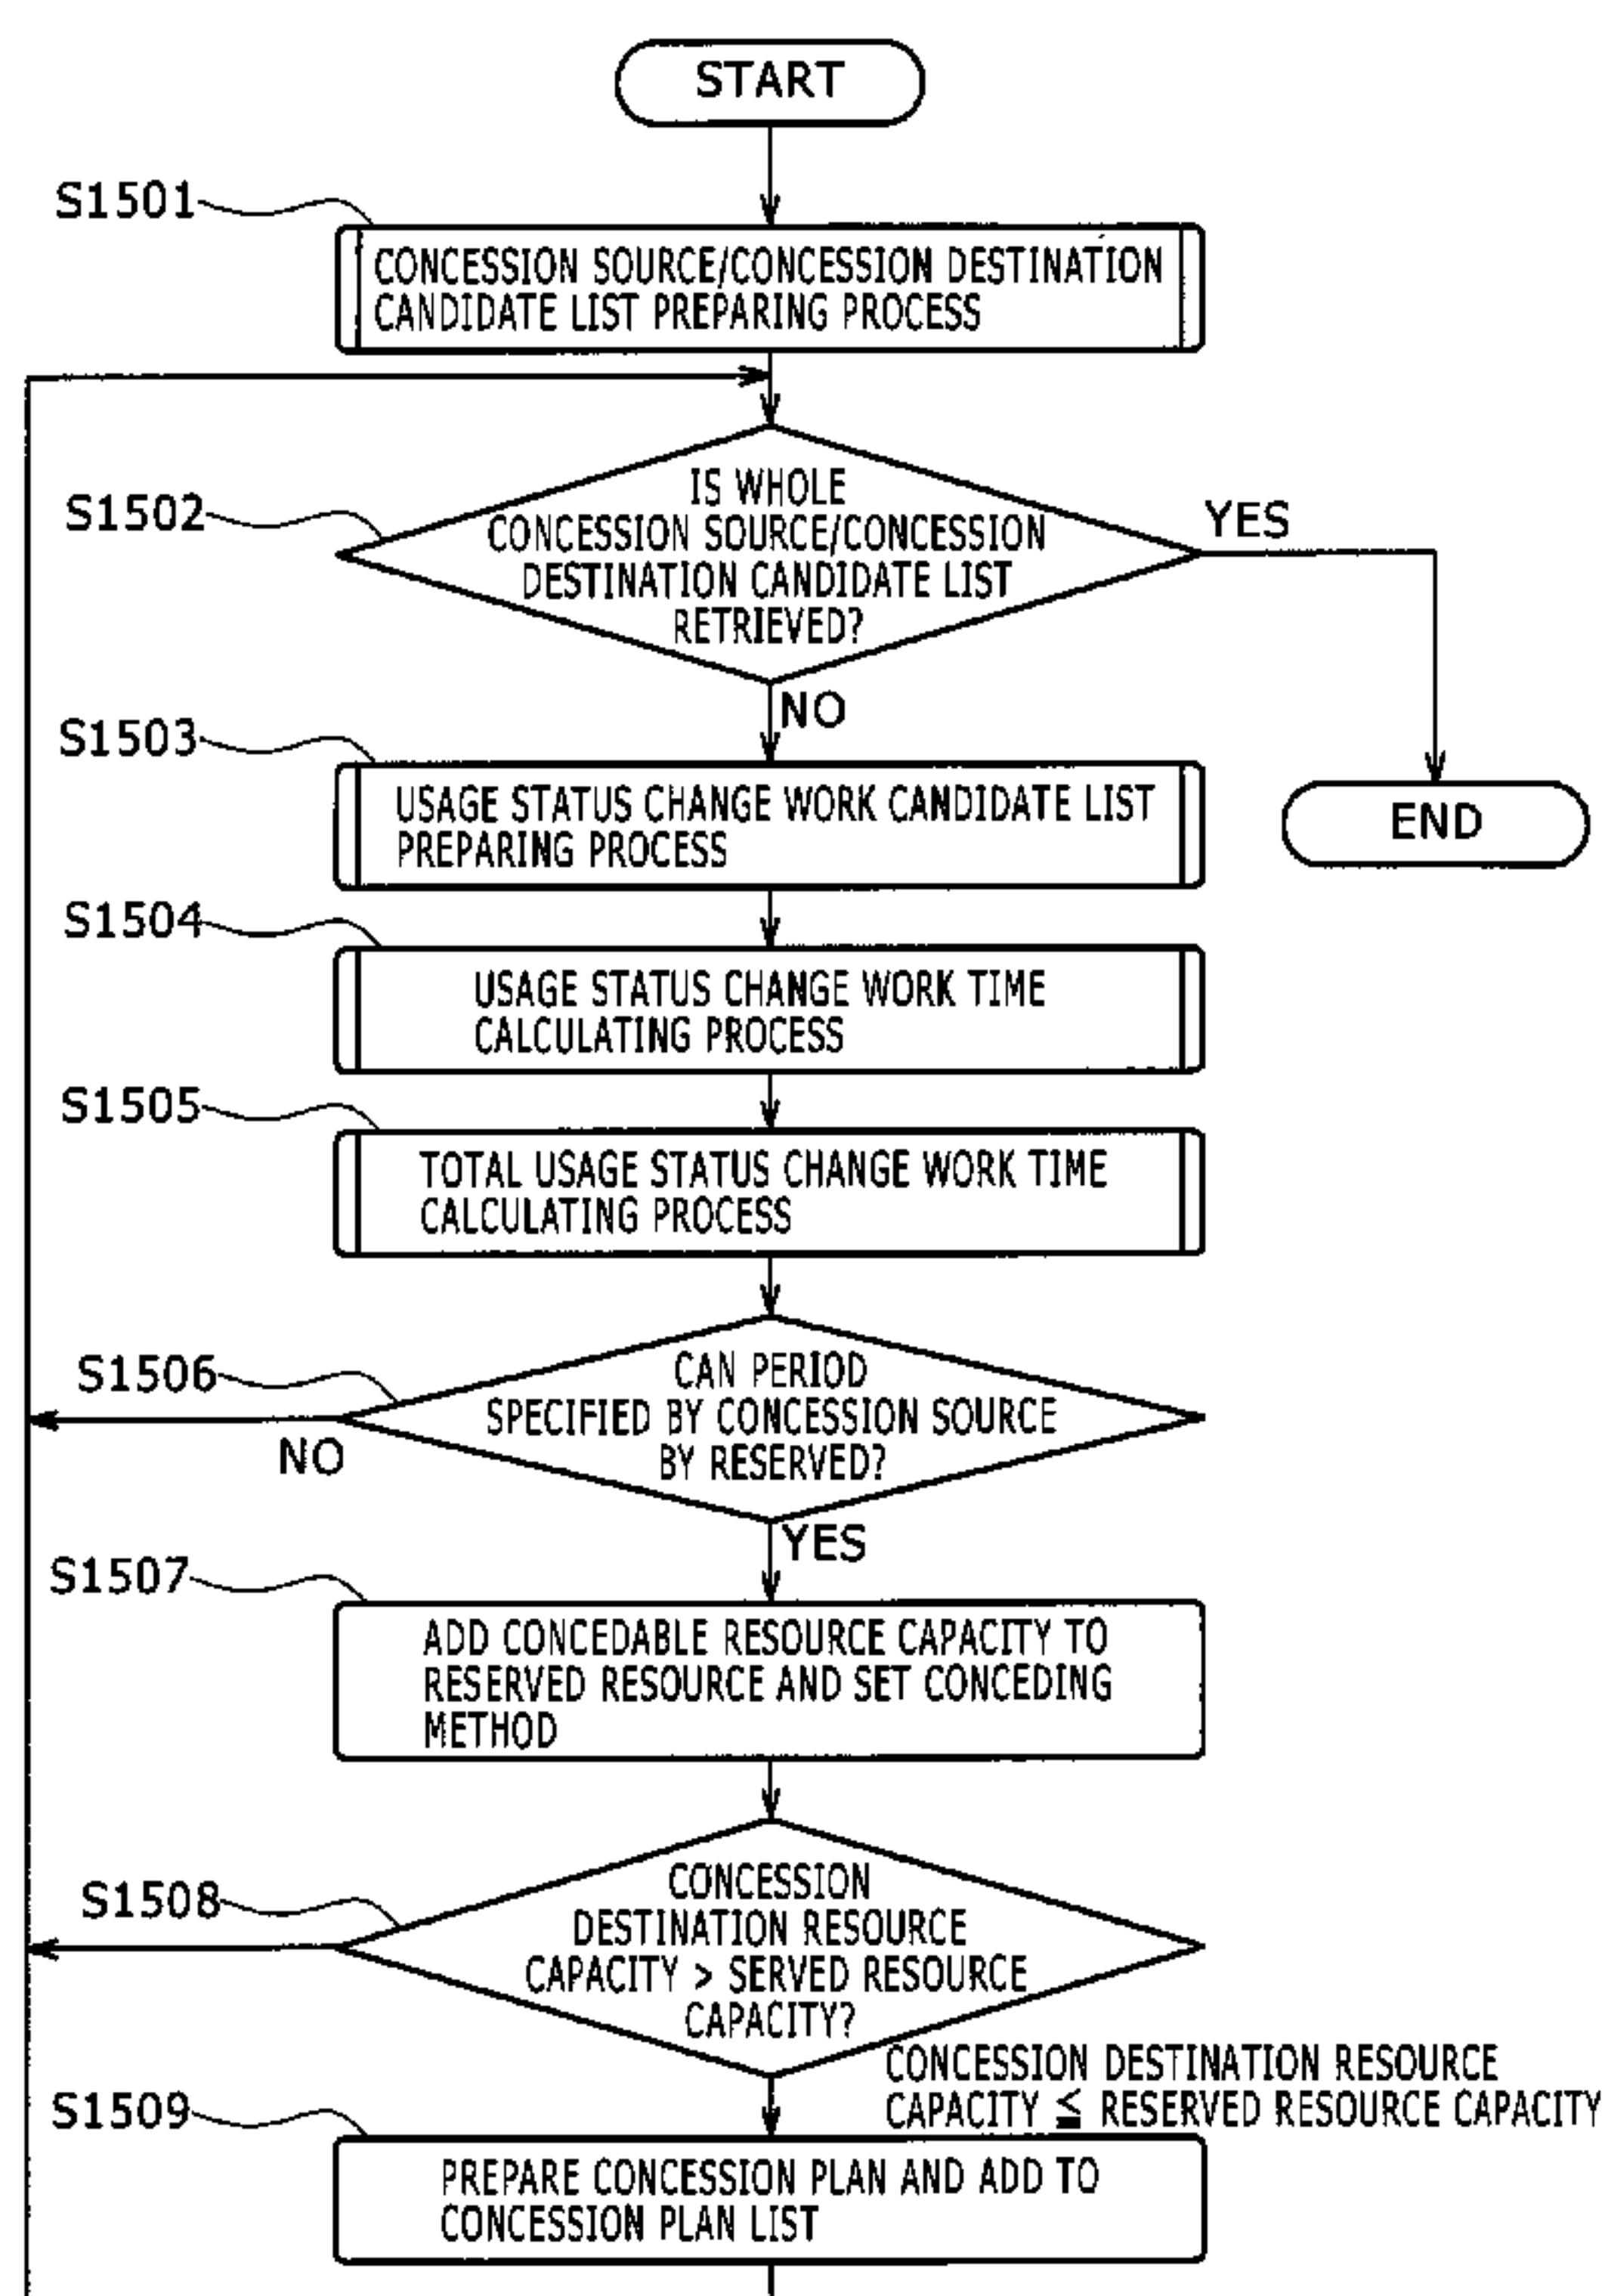 START
S1501
CONCESSION SOURCE/CONCESSION DESTINATION
CANDIDATE LIST PREPARING PROCESS
S1502
IS WHOLE
CONCESSION SOURCE/CONCESSION
DESTINATION CANDIDATE LIST
RETRIEVED?
YES
NO
END
S1503
USAGE STATUS CHANGE WORK CANDIDATE LIST
PREPARING PROCESS
S1504
USAGE STATUS CHANGE WORK TIME
CALCULATING PROCESS
S1505
TOTAL USAGE STATUS CHANGE WORK TIME
CALCULATING PROCESS
S1506
CAN PERIOD
SPECIFIED BY CONCESSION SOURCE
BY RESERVED?
NO
YES
S1507
ADD CONCEDABLE RESOURCE CAPACITY TO
RESERVED RESOURCE AND SET CONCEDING
METHOD
S1508
CONCESSION
DESTINATION RESOURCE
CAPACITY > SERVED RESOURCE
CAPACITY?
CONCESSION DESTINATION RESOURCE
CAPACITY ≦ RESERVED RESOURCE CAPACITY
S1509
PREPARE CONCESSION PLAN AND ADD TO
CONCESSION PLAN LIST